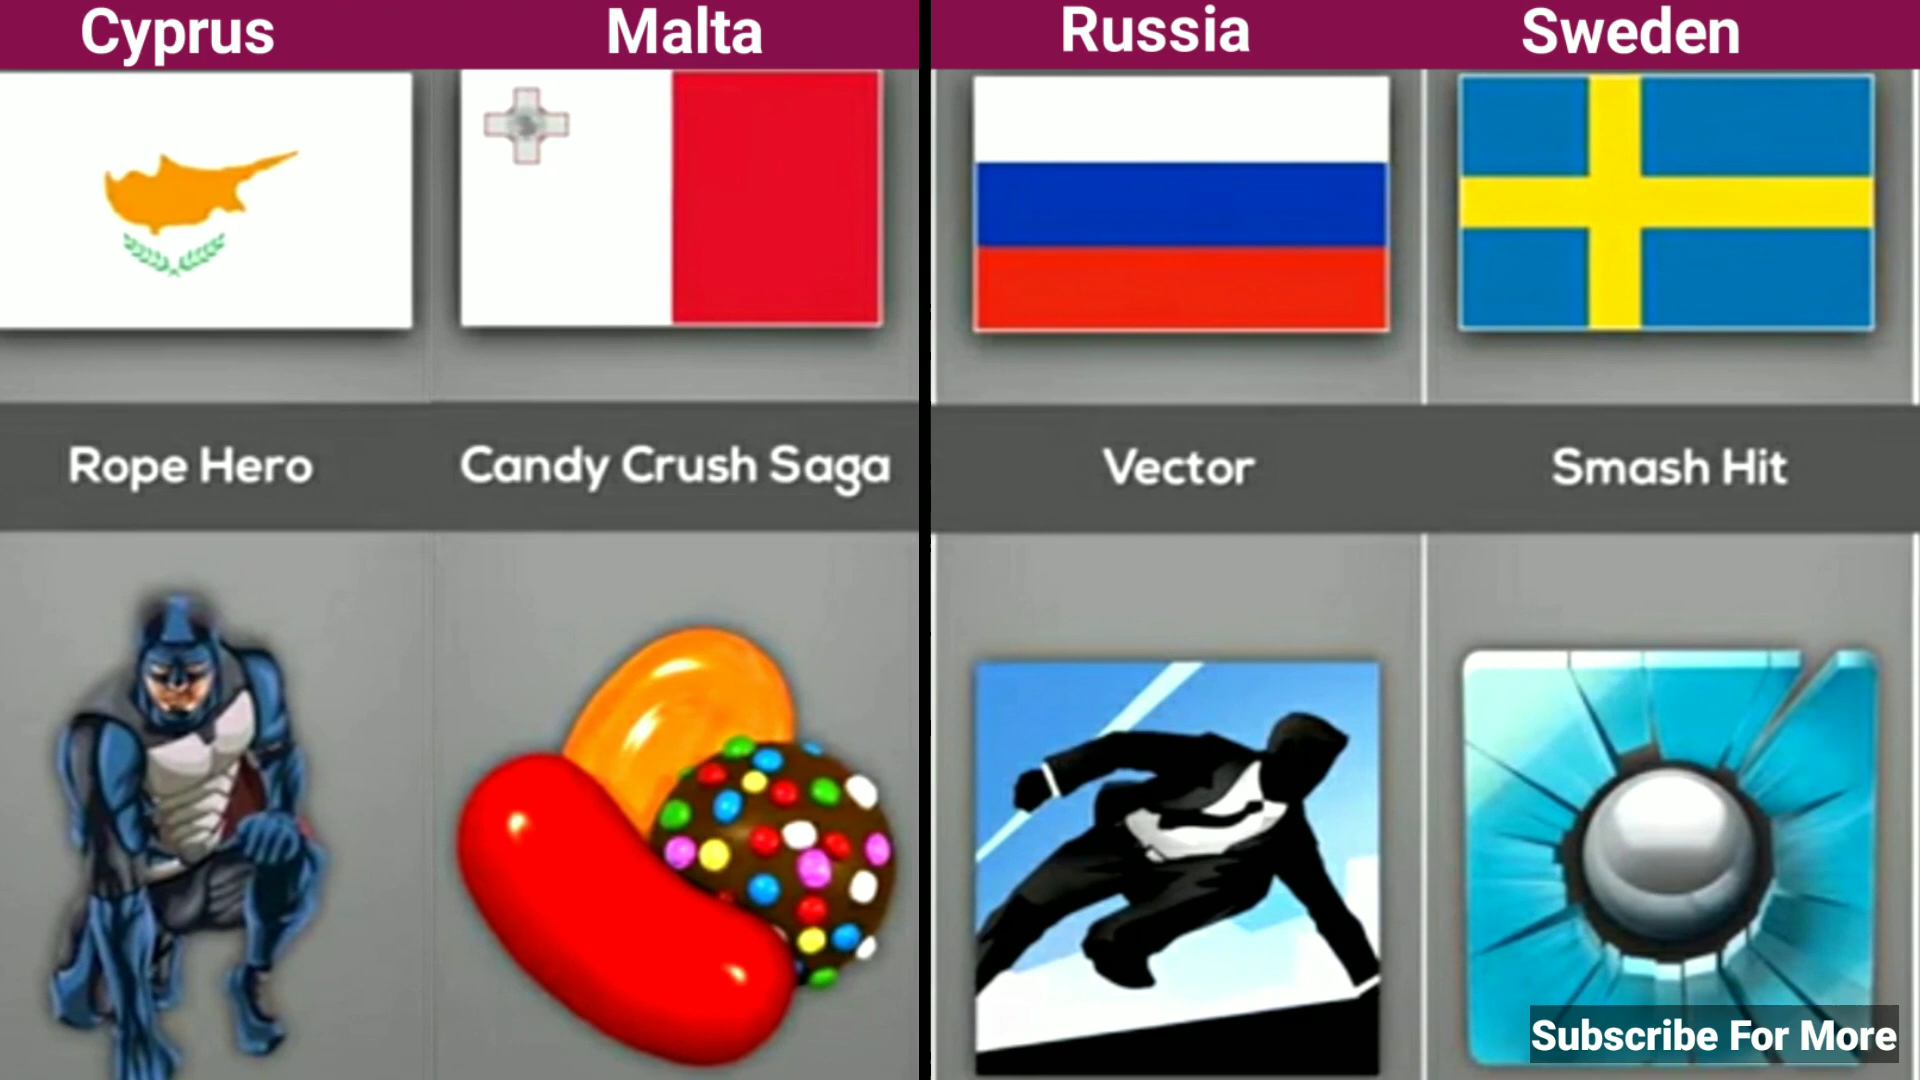 Cyprus
Malta
Russia
Sweden
Rope Hero
Candy Crush Saga
Vector
Smash Hit
Subscribe For More